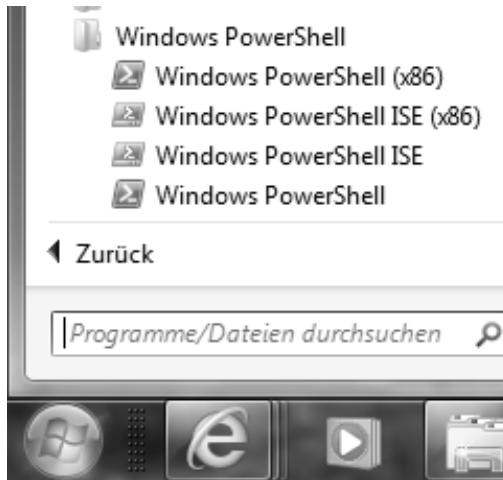 Windows PowerShell
Windows PowerShell (x86)
Windows PowerShell ISE (x86)
Windows PowerShell ISE
Windows PowerShell
Zurück
Programme/Dateien durchsuchen